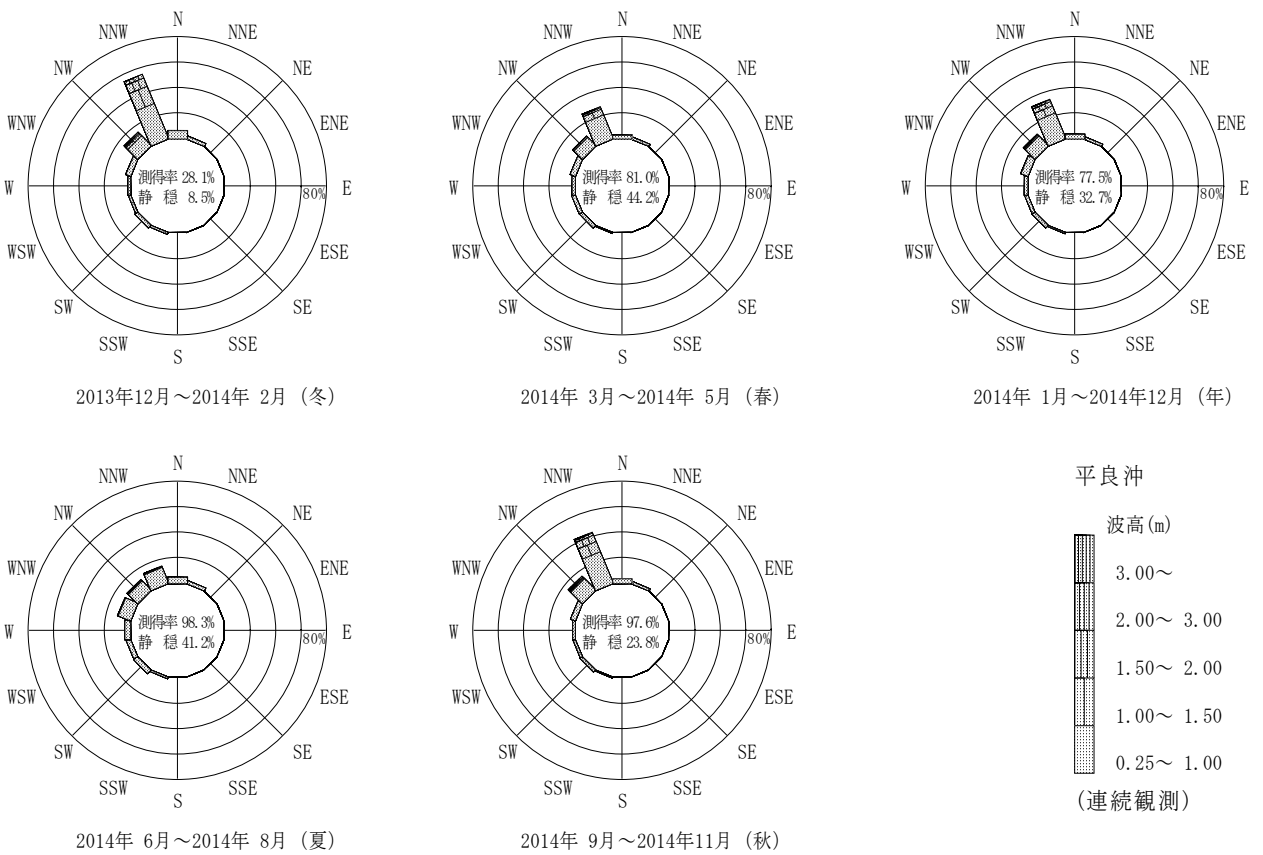 N
NNW NNE
NW NE
WNW ENE
測得率 28.1%
W 80% E
静 穏 8.5%
WSW ESE
SW SE
SSW SSE
S
2013年12月～2014年 2月 (冬)
N
NNW NNE
NW NE
WNW ENE
測得率 81.0%
W 80% E
静 穏 44.2%
WSW ESE
SW SE
SSW SSE
S
2014年 3月～2014年 5月 (春)
N
NNW NNE
NW NE
WNW ENE
測得率 77.5%
W 80% E
静 穏 32.7%
WSW ESE
SW SE
SSW SSE
S
2014年 1月～2014年12月 (年)
N
NNW NNE
NW NE
WNW ENE
測得率 98.3%
W 80% E
静 穏 41.2%
WSW ESE
SW SE
SSW SSE
S
2014年 6月～2014年 8月 (夏)
N
NNW NNE
NW NE
WNW ENE
測得率 97.6%
W 80% E
静 穏 23.8%
WSW ESE
SW SE
SSW SSE
S
2014年 9月～2014年11月 (秋)
平良沖
波高(m)
3.00～
2.00～ 3.00
1.50～ 2.00
1.00～ 1.50
0.25～ 1.00
(連続観測)